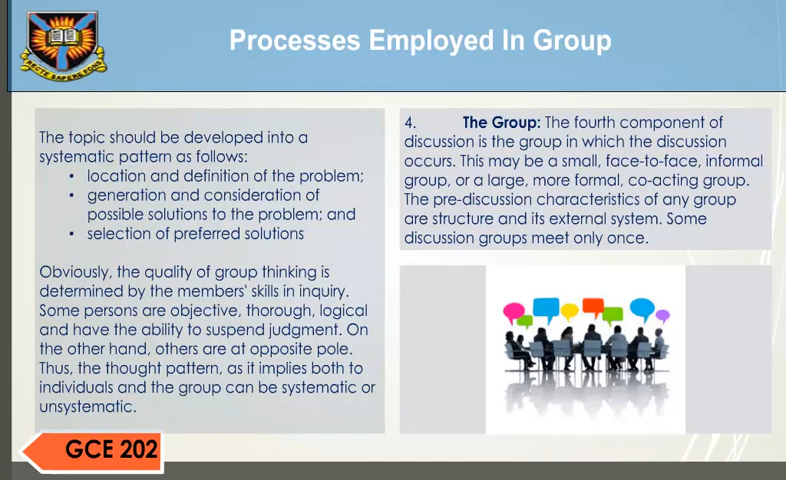 Processes Employed In Group
The topic should be developed into a
systematic pattern as follows:
• location and definition of the problem;
• generation and consideration of
possible solutions to the problem; and
• selection of preferred solutions
Obviously, the quality of group thinking is
determined by the members' skills in inquiry.
Some persons are objective, thorough, logical
and have the ability to suspend judgment. On
the other hand, others are at opposite pole.
Thus, the thought pattern, as it implies both to
individuals and the group can be systematic or
unsystematic.
4. The Group: The fourth component of
discussion is the group in which the discussion
occurs. This may be a small, face-to-face, informal
group, or a large, more formal, co-acting group.
The pre-discussion characteristics of any group
are structure and its external system. Some
discussion groups meet only once.
GCE 202